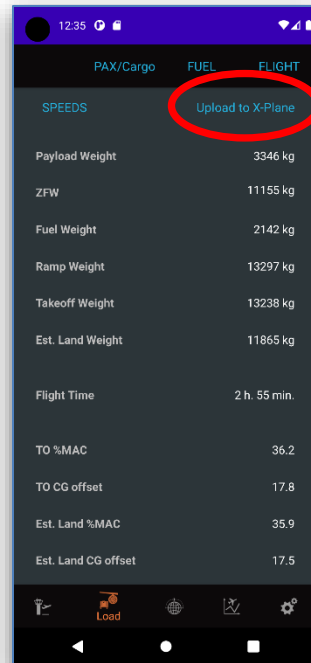 12:35
PAX/Cargo FUEL FLIGHT
SPEEDS Upload to X-Plane
Payload Weight 3346 kg
ZFW 11155 kg
Fuel Weight 2142 kg
Ramp Weight 13297 kg
Takeoff Weight 13238 kg
Est. Land Weight 11865 kg
Flight Time 2 h. 55 min.
TO %MAC 36.2
TO CG offset 17.8
Est. Land %MAC 35.9
Est. Land CG offset 17.5
Load